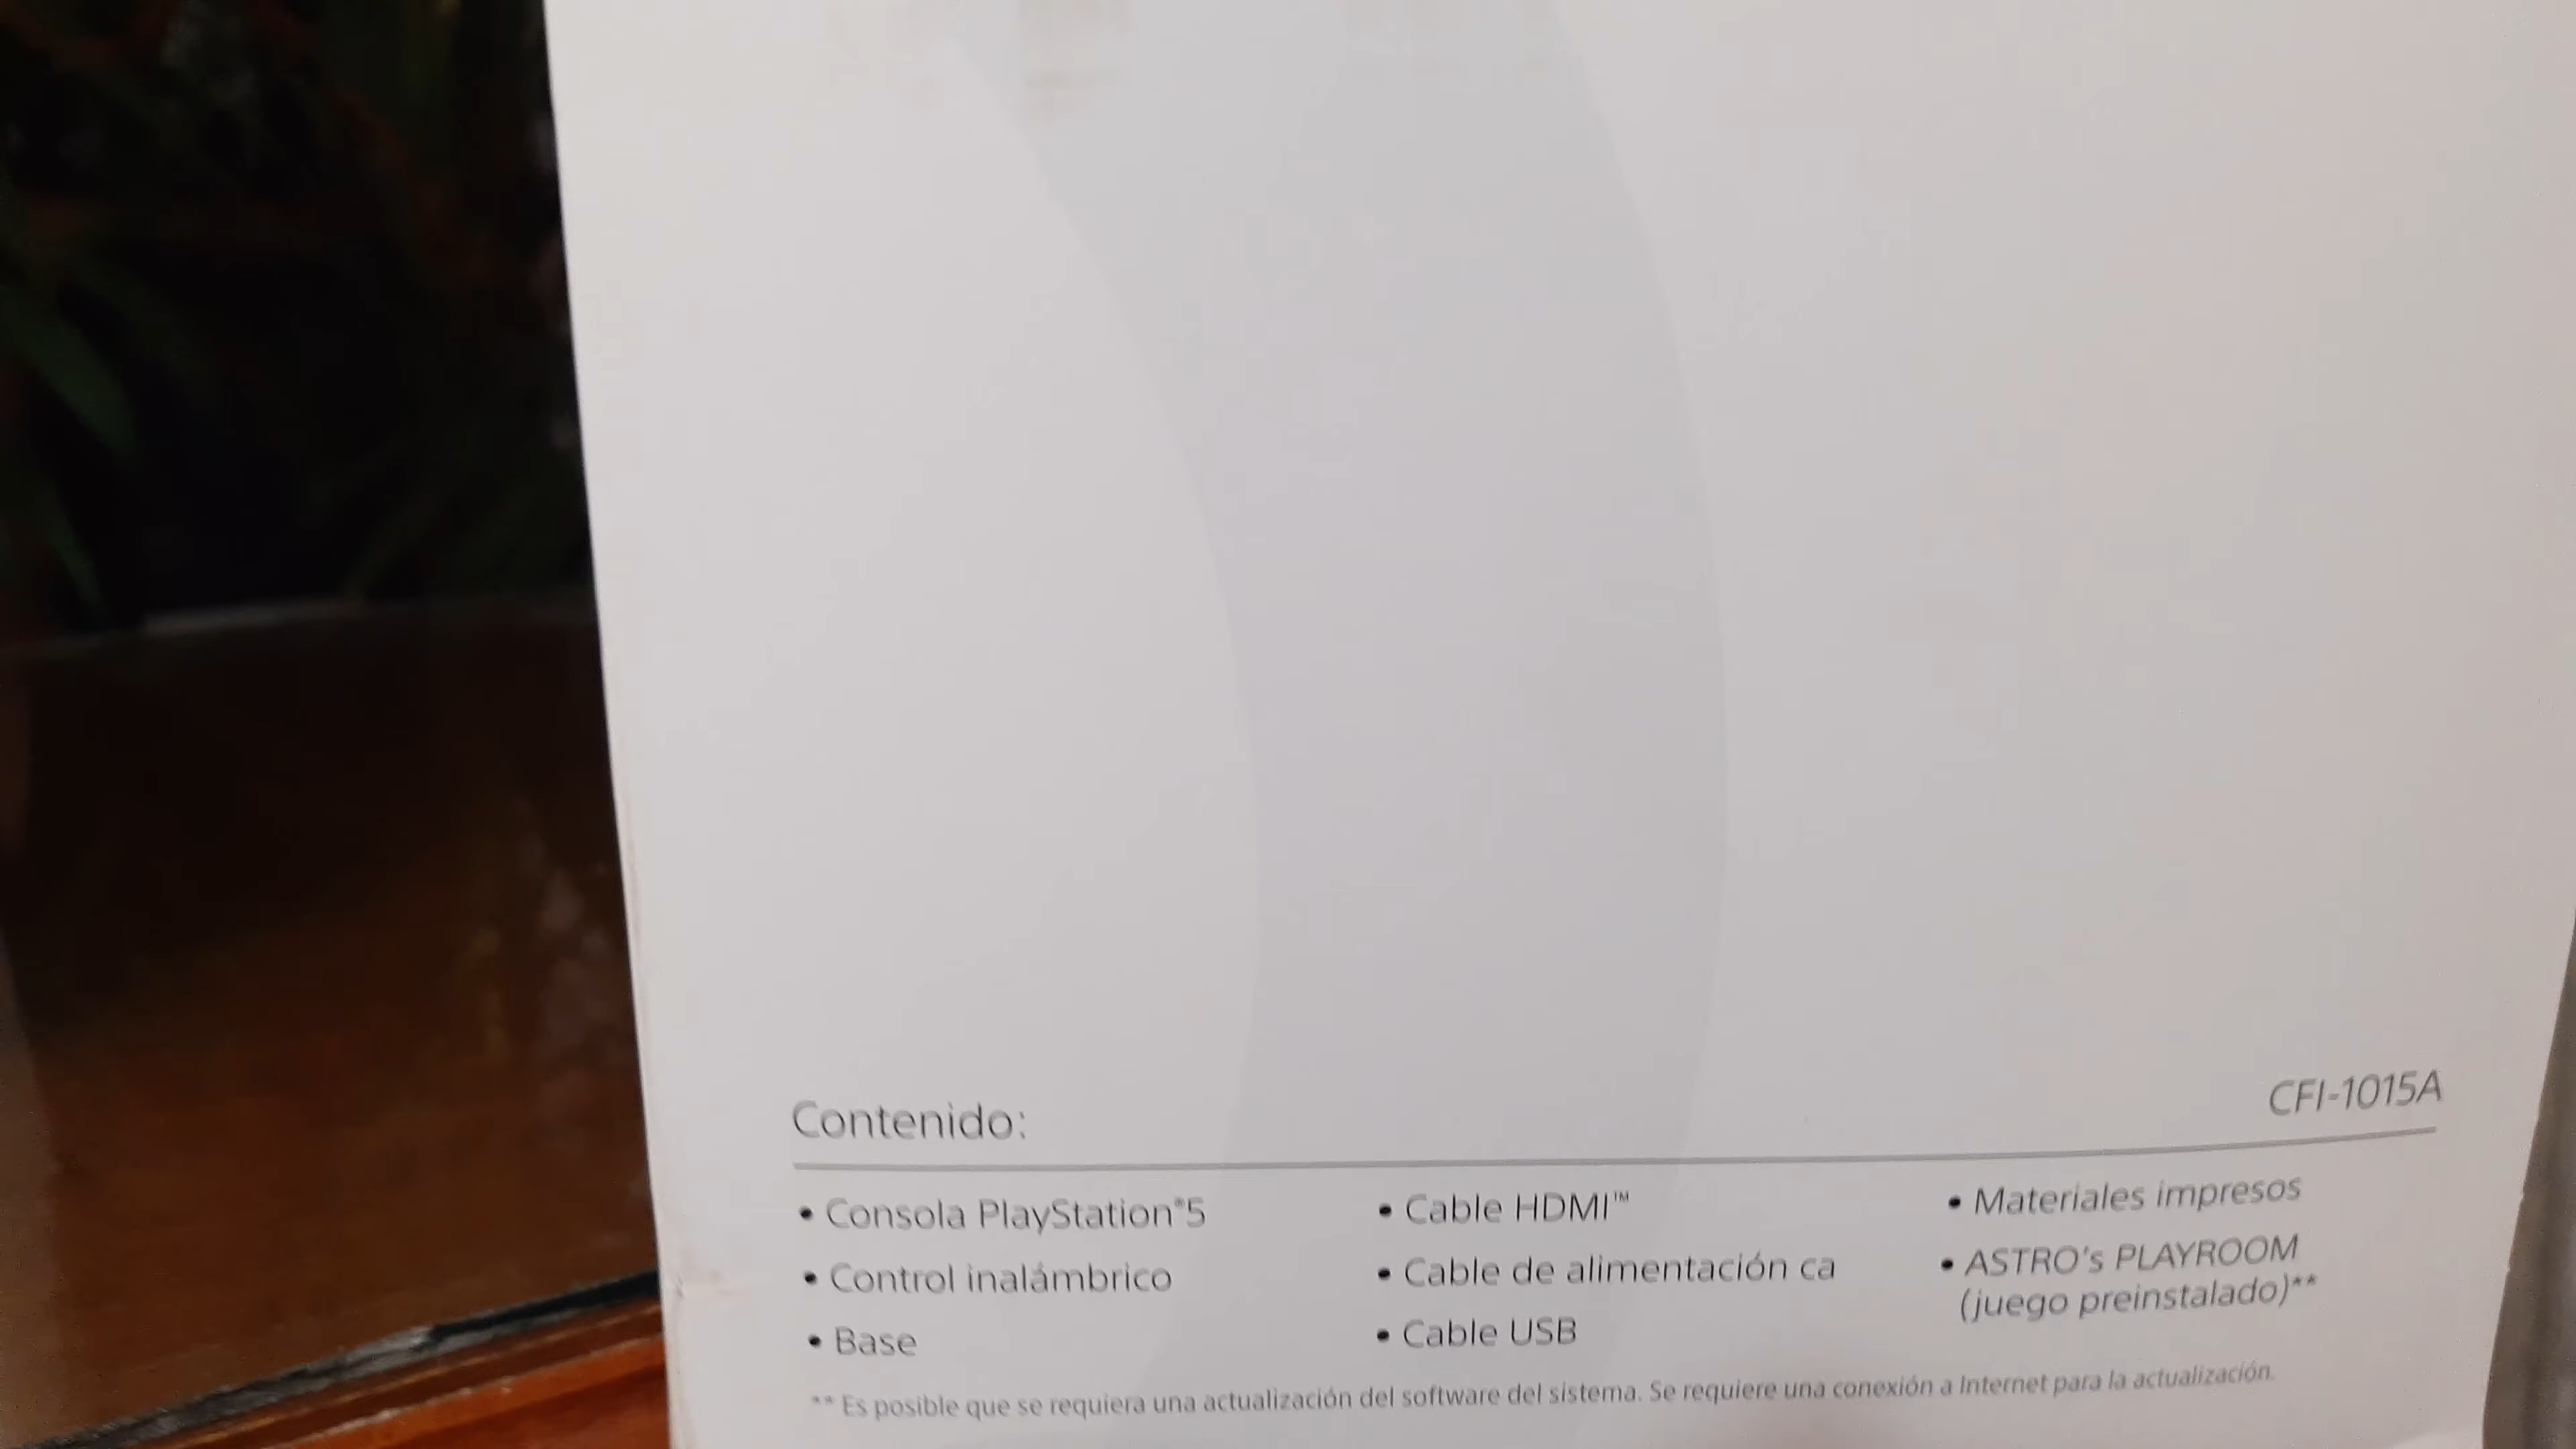 Contenido:
CFI-1015A
• Consola PlayStation®5
• Control inalámbrico
• Base
• Cable HDMI™
• Cable de alimentación ca
• Cable USB
• Materiales impresos
• ASTRO's PLAYROOM
(juego preinstalado)**
** Es posible que se requiera una actualización del software del sistema. Se requiere una conexión a Internet para la actualización.